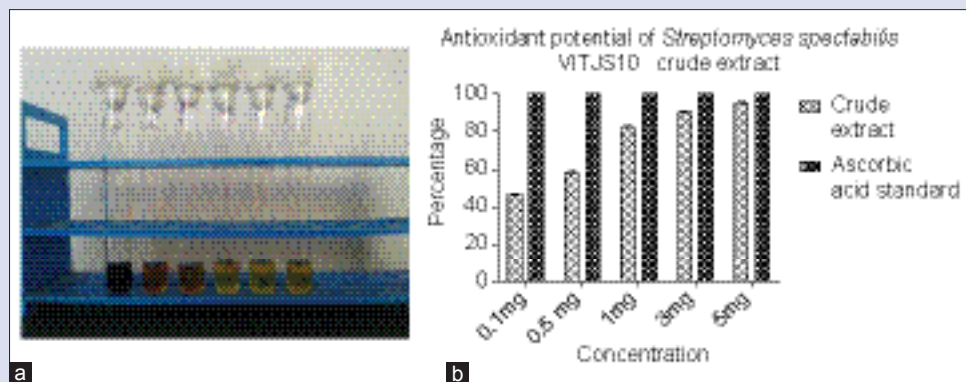 a
Antioxidant potential of Streptomyces spectabilis
VITJS10 crude extract
Percentage
100
80
60
40
20
0
0.1mg
0.5 mg
1mg
3mg
5mg
Concentration
Crude
extract
Ascorbic
acid standard
b